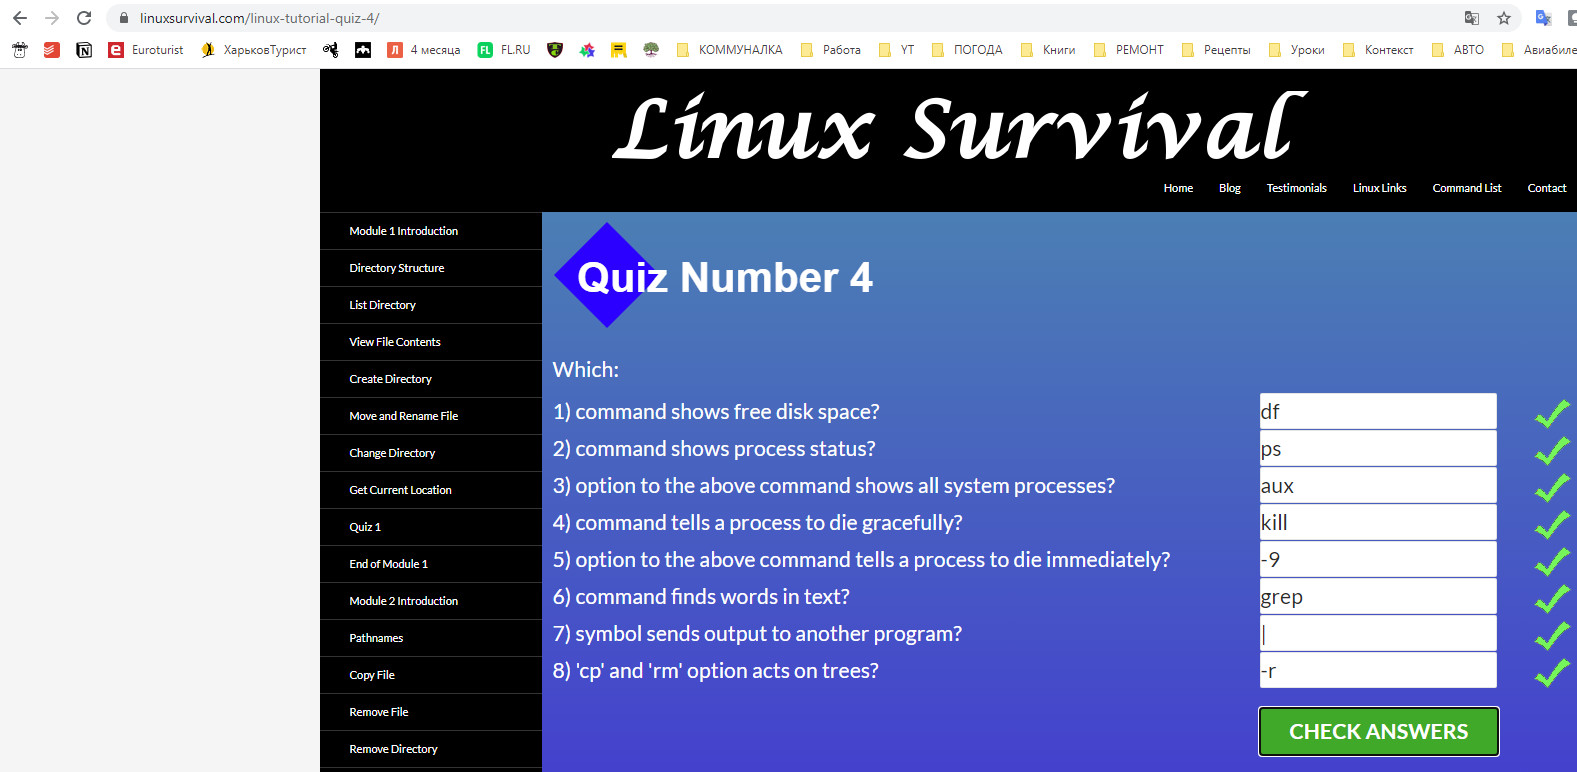 linuxsurvival.com/linux-tutorial-quiz-4/
Euroturist ХарьковТурист 4 месяца FL.RU КОММУНАЛКА Работа YT ПОГОДА Книги РЕМОНТ Рецепты Уроки Контекст АВТО Авиабиле
Linux Survival
Home Blog Testimonials Linux Links Command List Contact
Module 1 Introduction
Directory Structure
List Directory
View File Contents
Create Directory
Move and Rename File
Change Directory
Get Current Location
Quiz 1
End of Module 1
Module 2 Introduction
Pathnames
Copy File
Remove File
Remove Directory
Quiz Number 4
Which:
1) command shows free disk space? df
2) command shows process status? ps
3) option to the above command shows all system processes? aux
4) command tells a process to die gracefully? kill
5) option to the above command tells a process to die immediately? -9
6) command finds words in text? grep
7) symbol sends output to another program? |
8) 'cp' and 'rm' option acts on trees? -r
CHECK ANSWERS